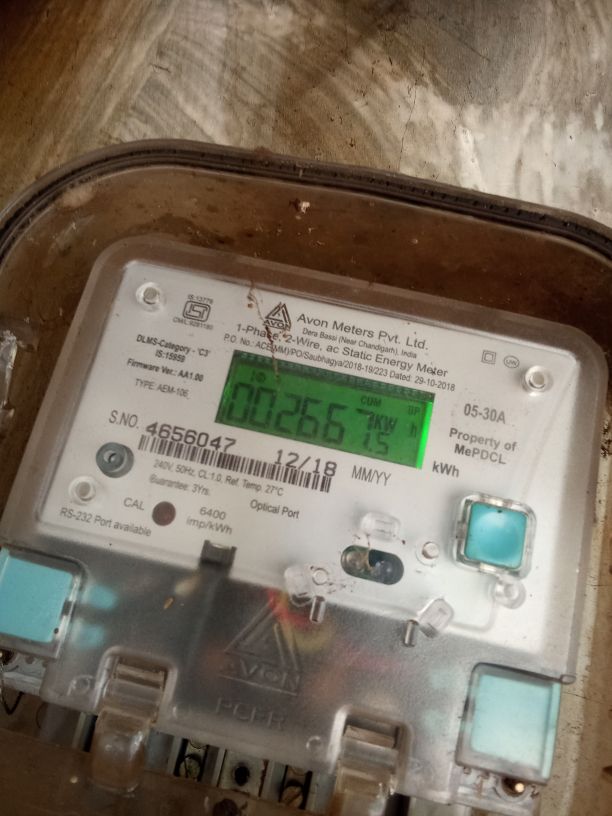 IS:13779
CM/L:9291180
AVON
Avon Meters Pvt. Ltd.
Dera Bassi (Near Chandigarh), India
1-Phase, 2-Wire, ac Static Energy Meter
P.O. No.: ACE(MM)/PO/Saubhagya/2018-19/223 Dated: 29-10-2018
DLMS-Category - 'C3'
IS:15959
Firmware Ver.: AA1.00
TYPE: AEM-106
CUM
KW h
002667
1.5
05-30A
Property of
MePDCL
kWh
S.NO. 4656047 12/18 MM/YY
240V, 50Hz, CL:1.0, Ref. Temp. 27°C
Guarantee: 3Yrs.
Optical Port
CAL
6400
imp/kWh
RS-232 Port available
AVON